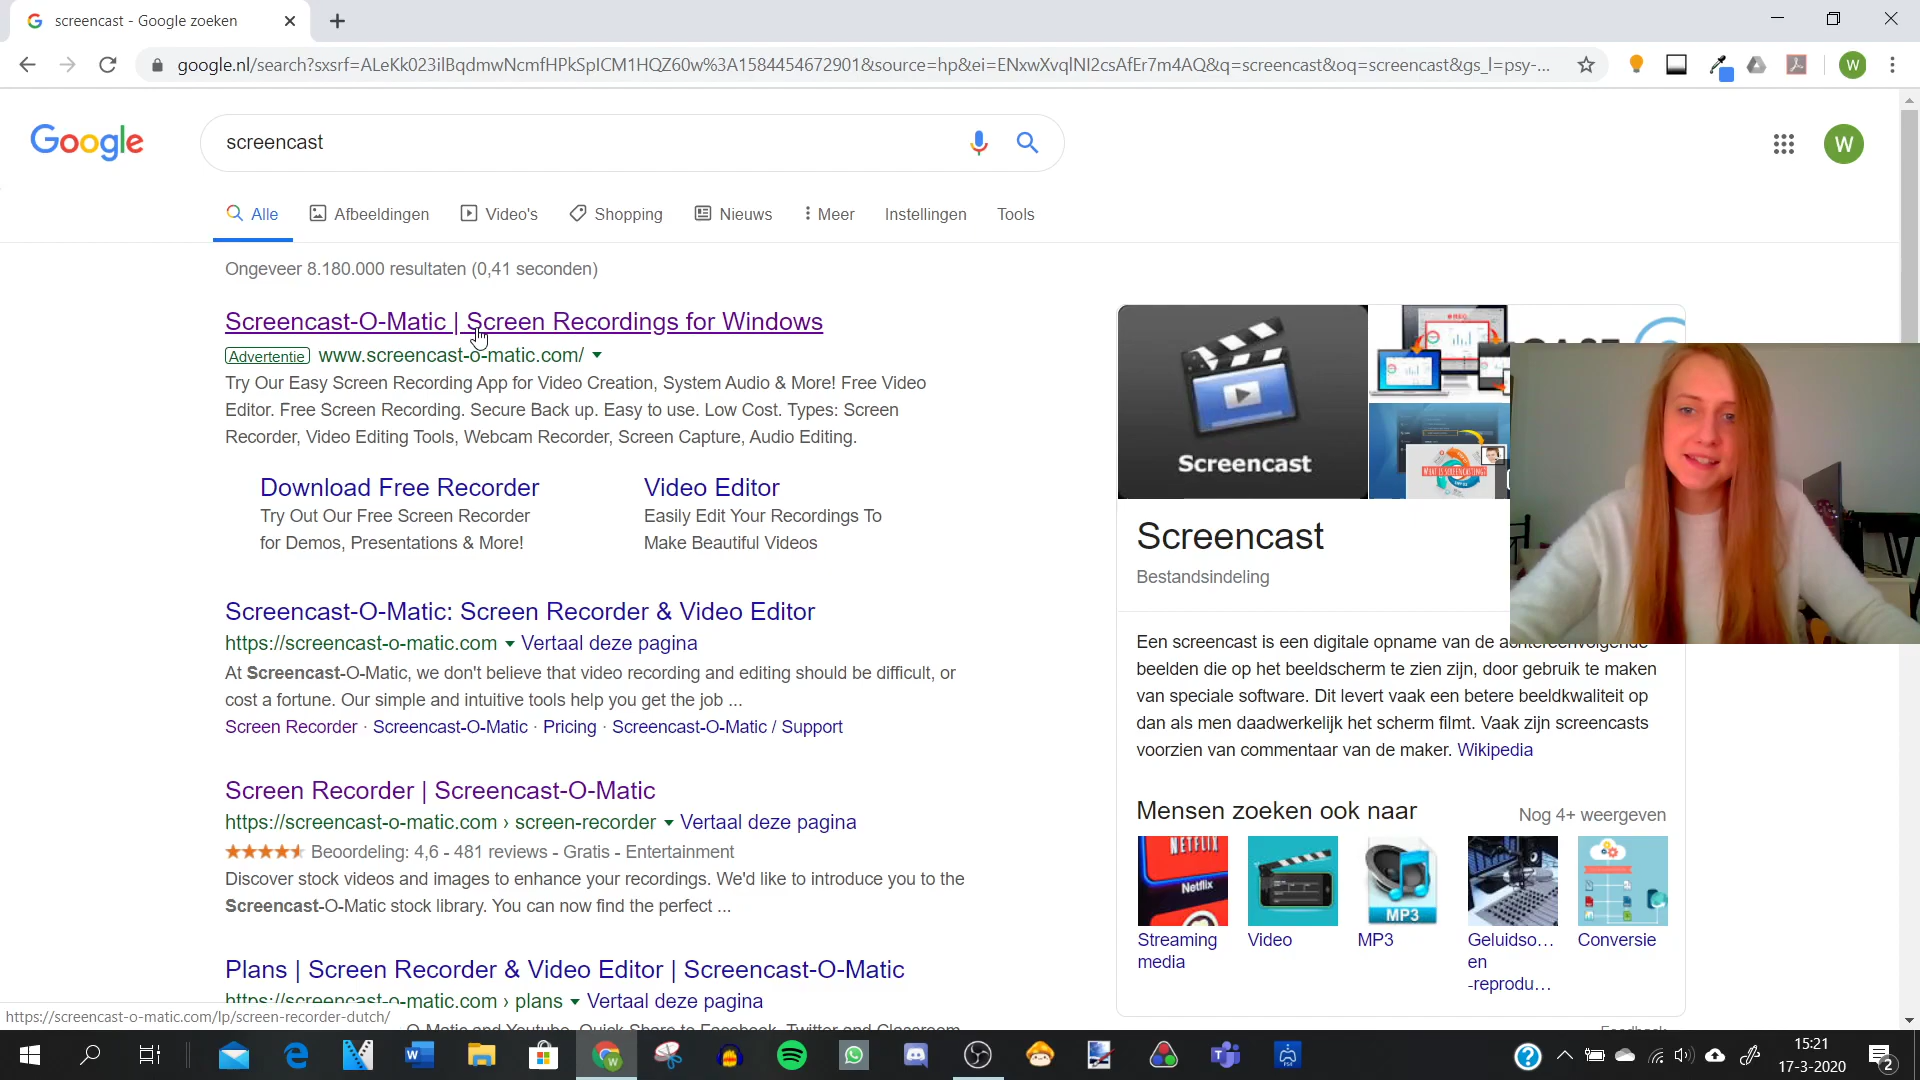 screencast - Google zoeken
google.nl/search?sxsrf=ALeKk023ilBqdmwNcmfHPkSpICM1HQZ60w%3A1584454672901&source=hp&ei=ENxwXvqlNI2csAfEr7m4AQ&q=screencast&oq=screencast&gs_l=psy-...
W
Google
screencast
W
Alle
Afbeeldingen
Video's
Shopping
Nieuws
Meer
Instellingen
Tools
Ongeveer 8.180.000 resultaten (0,41 seconden)
Screencast-O-Matic | Screen Recordings for Windows
Advertentie www.screencast-o-matic.com/
Try Our Easy Screen Recording App for Video Creation, System Audio & More! Free Video
Editor. Free Screen Recording. Secure Back up. Easy to use. Low Cost. Types: Screen
Recorder, Video Editing Tools, Webcam Recorder, Screen Capture, Audio Editing.
Download Free Recorder
Try Out Our Free Screen Recorder
for Demos, Presentations & More!
Video Editor
Easily Edit Your Recordings To
Make Beautiful Videos
Screencast-O-Matic: Screen Recorder & Video Editor
https://screencast-o-matic.com Vertaal deze pagina
At Screencast-O-Matic, we don't believe that video recording and editing should be difficult, or
cost a fortune. Our simple and intuitive tools help you get the job ...
Screen Recorder · Screencast-O-Matic · Pricing · Screencast-O-Matic / Support
Screen Recorder | Screencast-O-Matic
https://screencast-o-matic.com › screen-recorder Vertaal deze pagina
Beoordeling: 4,6 - 481 reviews - Gratis - Entertainment
Discover stock videos and images to enhance your recordings. We'd like to introduce you to the
Screencast-O-Matic stock library. You can now find the perfect ...
Plans | Screen Recorder & Video Editor | Screencast-O-Matic
https://screencast-o-matic.com › plans Vertaal deze pagina
O-Matic and Youtube. Quick Share to Facebook, Twitter and Classroom
https://screencast-o-matic.com/lp/screen-recorder-dutch/
Screencast
WHAT IS SCREENCASTING?
Screencast
Bestandsindeling
Een screencast is een digitale opname van de achtereenvolgende
beelden die op het beeldscherm te zien zijn, door gebruik te maken
van speciale software. Dit levert vaak een betere beeldkwaliteit op
dan als men daadwerkelijk het scherm filmt. Vaak zijn screencasts
voorzien van commentaar van de maker. Wikipedia
Mensen zoeken ook naar
Nog 4+ weergeven
NETFLIX
Netflix
MP3
Streaming
media
Video
MP3
Geluidso...
en
-reprodu...
Conversie
Feedback
15:21
17-3-2020
2